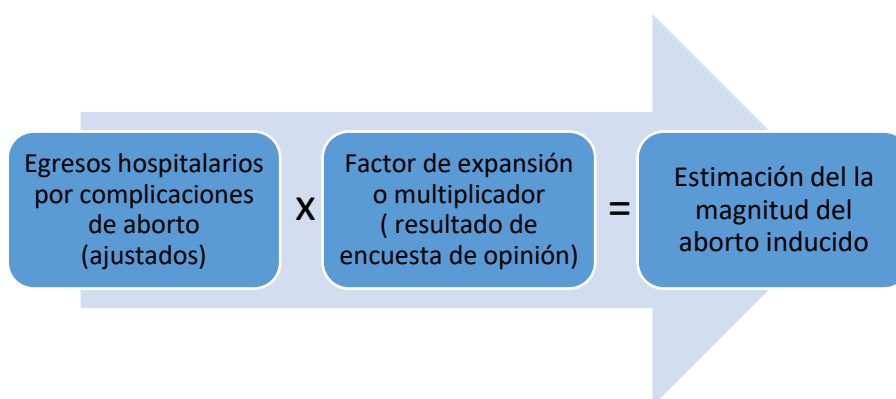 Egresos hospitalarios
por complicaciones
de aborto
(ajustados)
x
Factor de expansión
o multiplicador
( resultado de
encuesta de opinión)
=
Estimación del la
magnitud del
aborto inducido